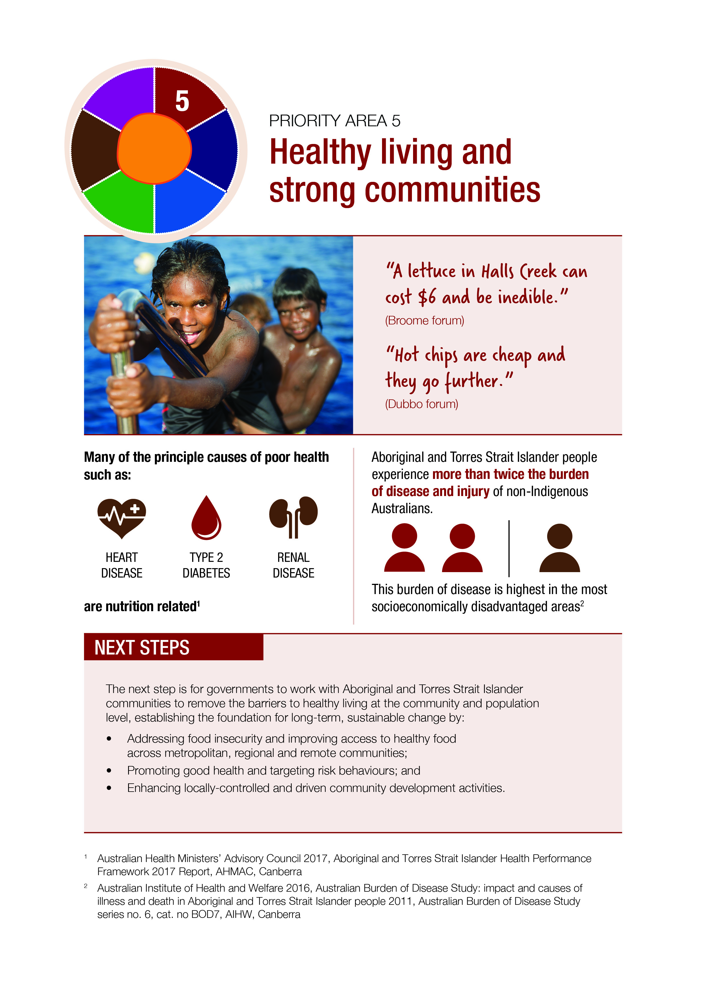 5
PRIORITY AREA 5
Healthy living and
strong communities
“A lettuce in Halls Creek can
cost $6 and be inedible.”
(Broome forum)
“Hot chips are cheap and
they go further.”
(Dubbo forum)
Many of the principle causes of poor health
such as:
HEART
DISEASE
TYPE 2
DIABETES
RENAL
DISEASE
are nutrition related¹
Aboriginal and Torres Strait Islander people
experience more than twice the burden
of disease and injury of non-Indigenous
Australians.
This burden of disease is highest in the most
socioeconomically disadvantaged areas²
NEXT STEPS
The next step is for governments to work with Aboriginal and Torres Strait Islander
communities to remove the barriers to healthy living at the community and population
level, establishing the foundation for long-term, sustainable change by:
• Addressing food insecurity and improving access to healthy food
across metropolitan, regional and remote communities;
• Promoting good health and targeting risk behaviours; and
• Enhancing locally-controlled and driven community development activities.
¹ Australian Health Ministers’ Advisory Council 2017, Aboriginal and Torres Strait Islander Health Performance
Framework 2017 Report, AHMAC, Canberra
² Australian Institute of Health and Welfare 2016, Australian Burden of Disease Study: impact and causes of
illness and death in Aboriginal and Torres Strait Islander people 2011, Australian Burden of Disease Study
series no. 6, cat. no BOD7, AIHW, Canberra